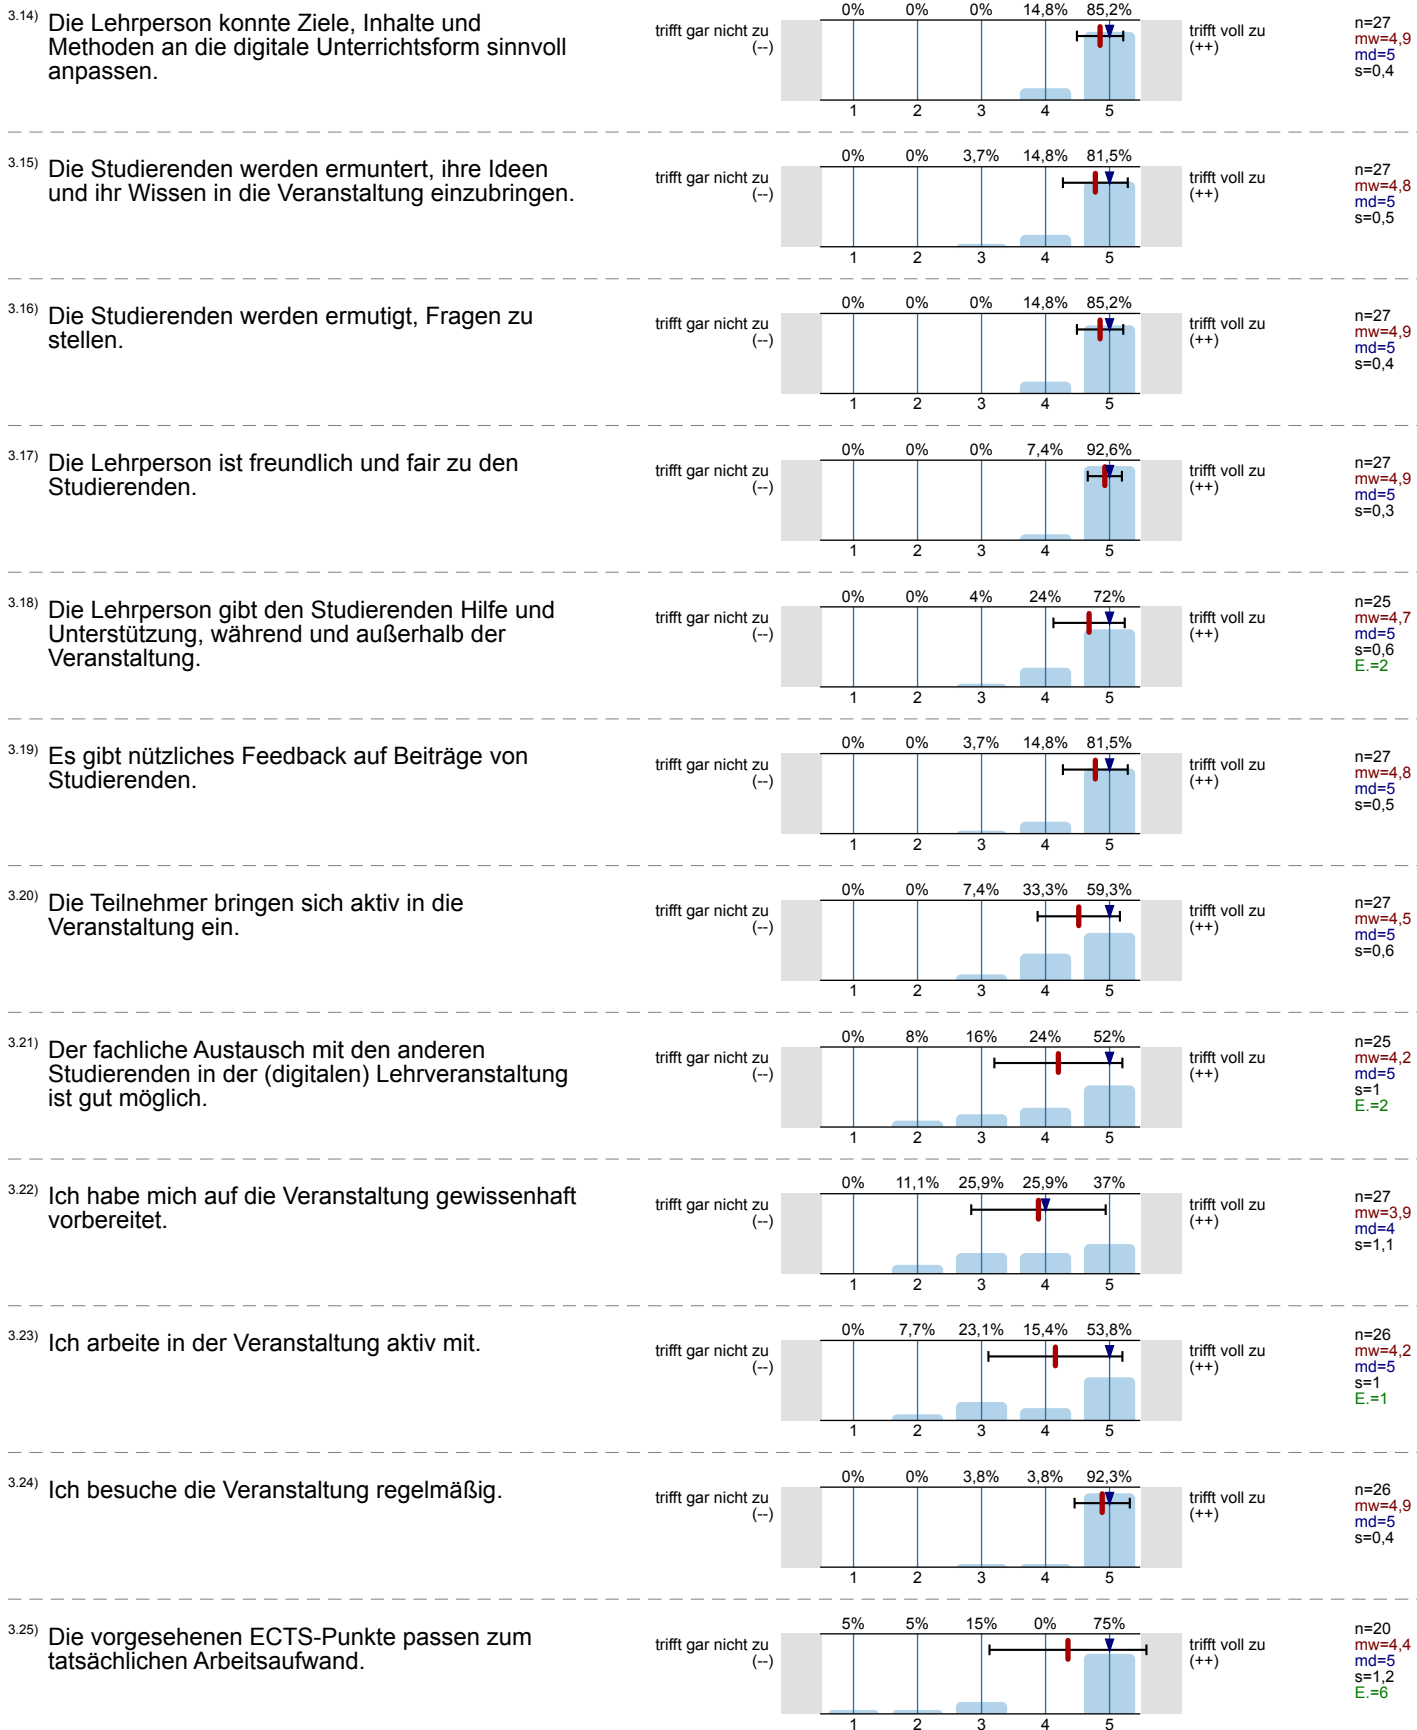 3.14) Die Lehrperson konnte Ziele, Inhalte und
Methoden an die digitale Unterrichtsform sinnvoll
anpassen.
trifft gar nicht zu
(--)
0% 0% 0% 14,8% 85,2%
1 2 3 4 5
trifft voll zu
(++)
n=27
mw=4,9
md=5
s=0,4
3.15) Die Studierenden werden ermuntert, ihre Ideen
und ihr Wissen in die Veranstaltung einzubringen.
trifft gar nicht zu
(--)
0% 0% 3,7% 14,8% 81,5%
1 2 3 4 5
trifft voll zu
(++)
n=27
mw=4,8
md=5
s=0,5
3.16) Die Studierenden werden ermutigt, Fragen zu
stellen.
trifft gar nicht zu
(--)
0% 0% 0% 14,8% 85,2%
1 2 3 4 5
trifft voll zu
(++)
n=27
mw=4,9
md=5
s=0,4
3.17) Die Lehrperson ist freundlich und fair zu den
Studierenden.
trifft gar nicht zu
(--)
0% 0% 0% 7,4% 92,6%
1 2 3 4 5
trifft voll zu
(++)
n=27
mw=4,9
md=5
s=0,3
3.18) Die Lehrperson gibt den Studierenden Hilfe und
Unterstützung, während und außerhalb der
Veranstaltung.
trifft gar nicht zu
(--)
0% 0% 4% 24% 72%
1 2 3 4 5
trifft voll zu
(++)
n=25
mw=4,7
md=5
s=0,6
E.=2
3.19) Es gibt nützliches Feedback auf Beiträge von
Studierenden.
trifft gar nicht zu
(--)
0% 0% 3,7% 14,8% 81,5%
1 2 3 4 5
trifft voll zu
(++)
n=27
mw=4,8
md=5
s=0,5
3.20) Die Teilnehmer bringen sich aktiv in die
Veranstaltung ein.
trifft gar nicht zu
(--)
0% 0% 7,4% 33,3% 59,3%
1 2 3 4 5
trifft voll zu
(++)
n=27
mw=4,5
md=5
s=0,6
3.21) Der fachliche Austausch mit den anderen
Studierenden in der (digitalen) Lehrveranstaltung
ist gut möglich.
trifft gar nicht zu
(--)
0% 8% 16% 24% 52%
1 2 3 4 5
trifft voll zu
(++)
n=25
mw=4,2
md=5
s=1
E.=2
3.22) Ich habe mich auf die Veranstaltung gewissenhaft
vorbereitet.
trifft gar nicht zu
(--)
0% 11,1% 25,9% 25,9% 37%
1 2 3 4 5
trifft voll zu
(++)
n=27
mw=3,9
md=4
s=1,1
3.23) Ich arbeite in der Veranstaltung aktiv mit.
trifft gar nicht zu
(--)
0% 7,7% 23,1% 15,4% 53,8%
1 2 3 4 5
trifft voll zu
(++)
n=26
mw=4,2
md=5
s=1
E.=1
3.24) Ich besuche die Veranstaltung regelmäßig.
trifft gar nicht zu
(--)
0% 0% 3,8% 3,8% 92,3%
1 2 3 4 5
trifft voll zu
(++)
n=26
mw=4,9
md=5
s=0,4
3.25) Die vorgesehenen ECTS-Punkte passen zum
tatsächlichen Arbeitsaufwand.
trifft gar nicht zu
(--)
5% 5% 15% 0% 75%
1 2 3 4 5
trifft voll zu
(++)
n=20
mw=4,4
md=5
s=1,2
E.=6